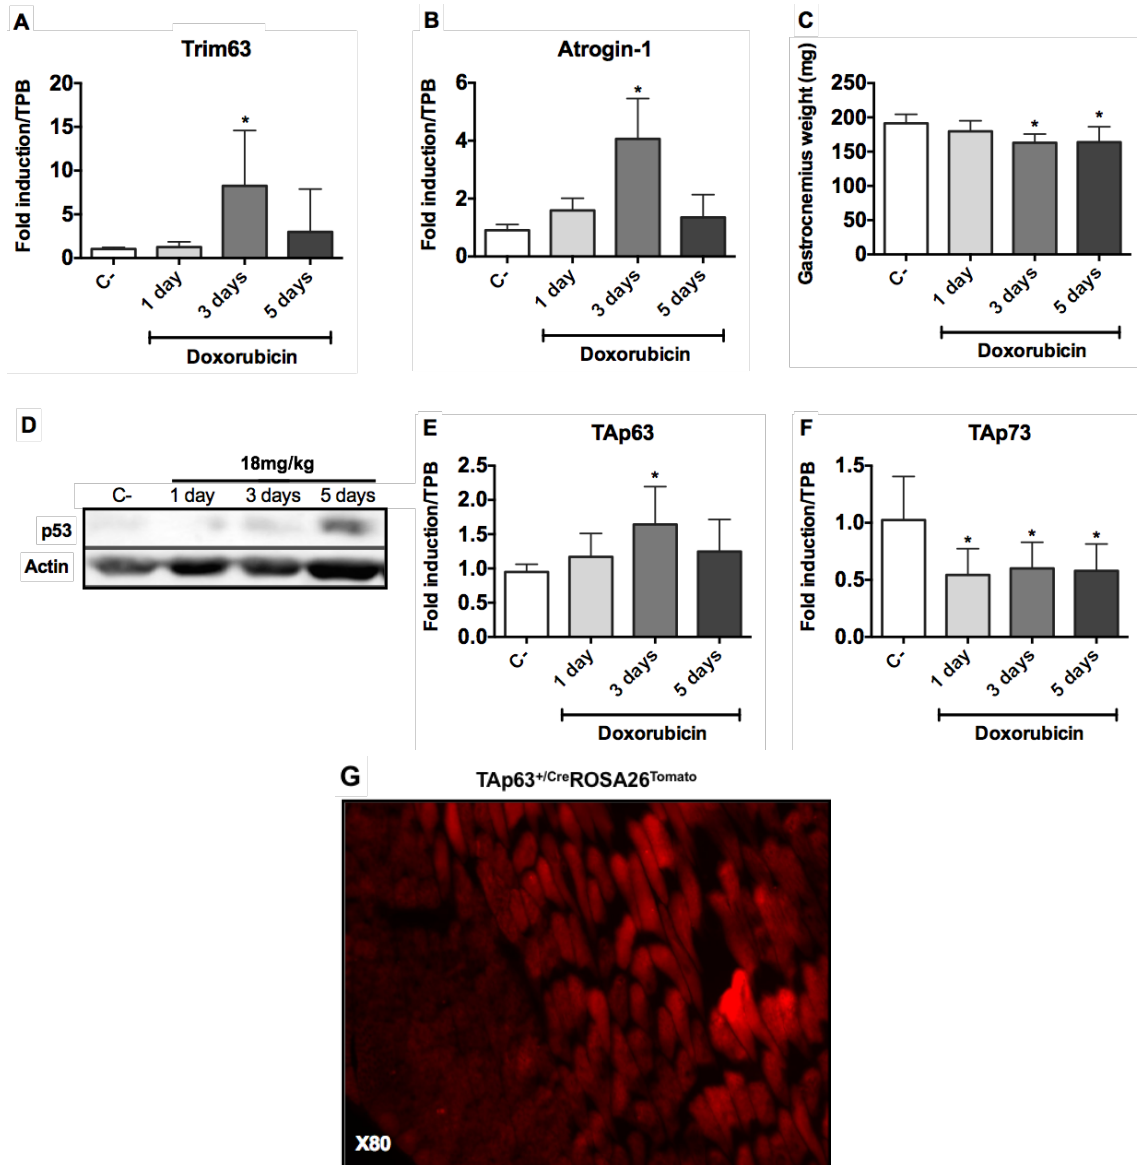 A
Trim63
Fold induction/TPB
20
15
10
5
0
*
C-
1 day
3 days
5 days
Doxorubicin
B
Atrogin-1
Fold induction/TPB
6
4
2
0
*
C-
1 day
3 days
5 days
Doxorubicin
C
Gastrocnemius weight (mg)
250
200
150
100
50
0
* *
C-
1 day
3 days
5 days
Doxorubicin
D
18mg/kg
C- 1 day 3 days 5 days
p53
Actin
E
TAp63
Fold induction/TPB
2.5
2.0
1.5
1.0
0.5
0.0
*
C-
1 day
3 days
5 days
Doxorubicin
F
TAp73
Fold induction/TPB
1.5
1.0
0.5
0.0
* * *
C-
1 day
3 days
5 days
Doxorubicin
G
TAp63+/CreROSA26Tomato
X80